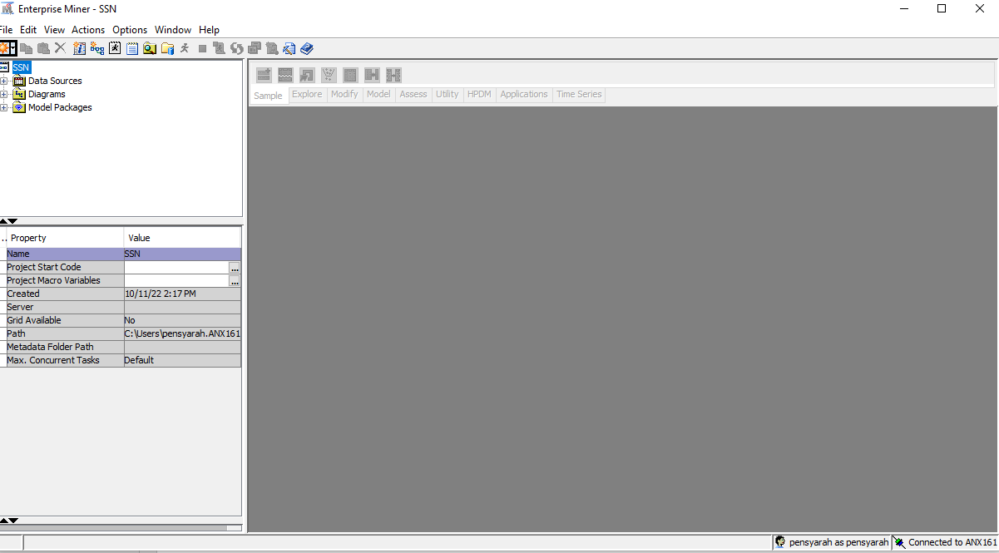 Enterprise Miner - SSN
File Edit View Actions Options Window Help
SSN
Data Sources
Diagrams
Model Packages
Sample Explore Modify Model Assess Utility HPDM Applications Time Series
.. Property Value
Name SSN
Project Start Code ...
Project Macro Variables ...
Created 10/11/22 2:17 PM
Server
Grid Available No
Path C:\Users\pensyarah.ANX161
Metadata Folder Path
Max. Concurrent Tasks Default
pensyarah as pensyarah Connected to ANX161